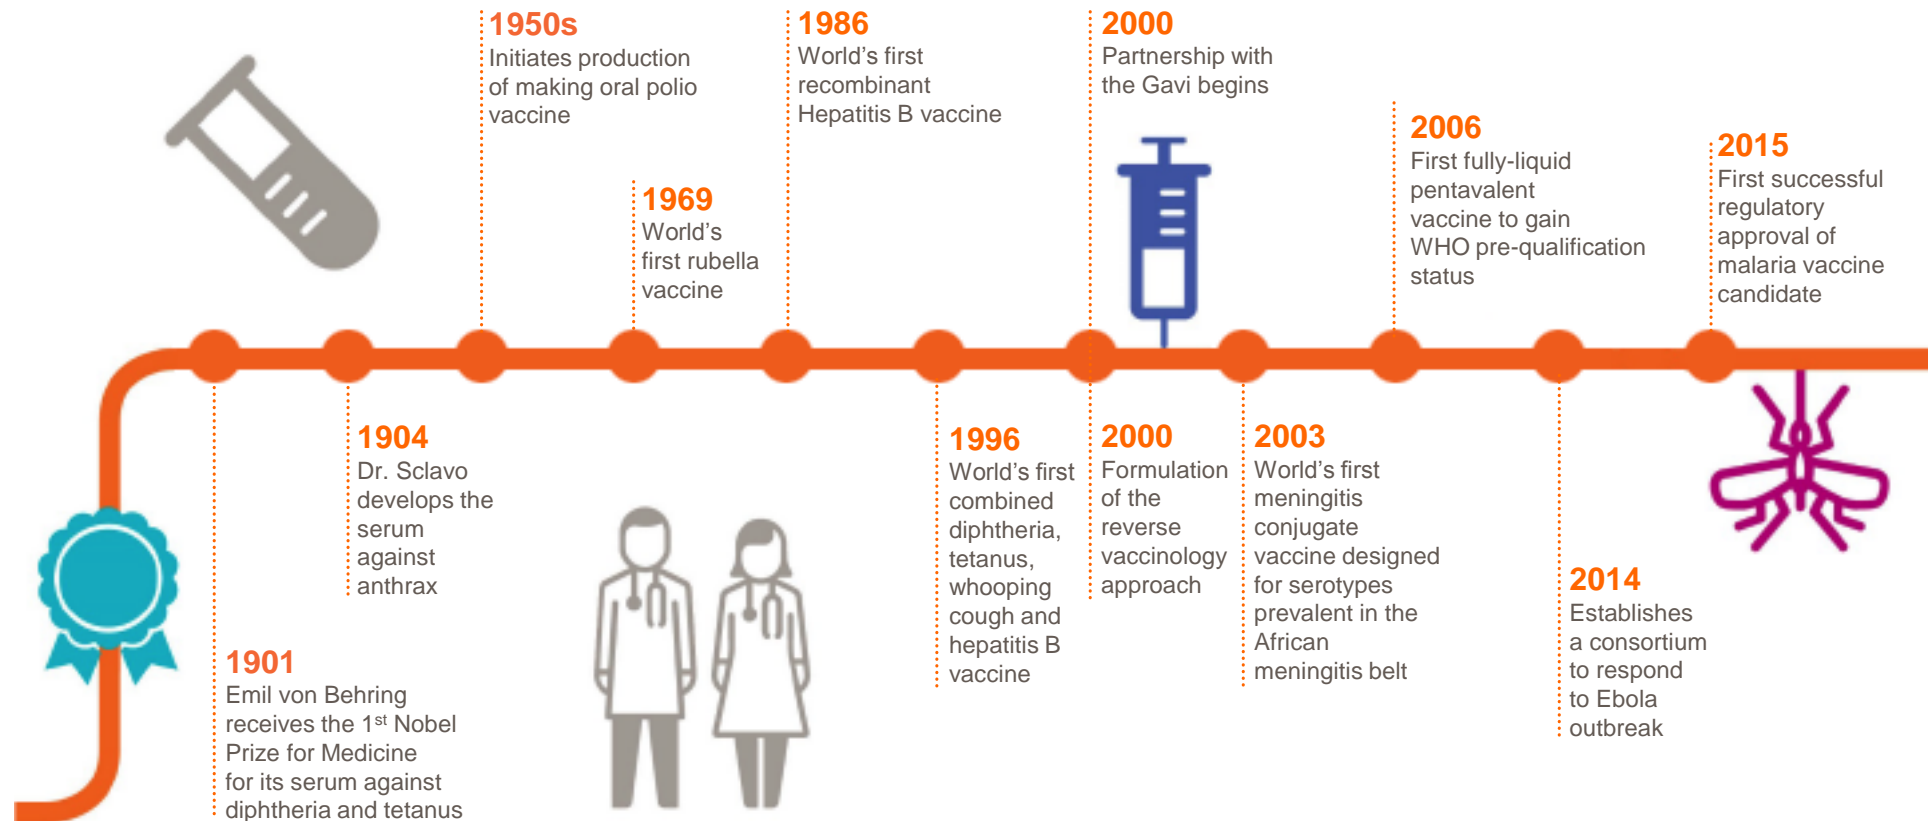 1950s
Initiates production
of making oral polio
vaccine
1986
World’s first
recombinant
Hepatitis B vaccine
2000
Partnership with
the Gavi begins
2006
First fully-liquid
pentavalent
vaccine to gain
WHO pre-qualification
status
2015
First successful
regulatory
approval of
malaria vaccine
candidate
1969
World’s
first rubella
vaccine
1904
Dr. Sclavo
develops the
serum
against
anthrax
1996
World’s first
combined
diphtheria,
tetanus,
whooping
cough and
hepatitis B
vaccine
2000
Formulation
of the
reverse
vaccinology
approach
2003
World’s first
meningitis
conjugate
vaccine designed
for serotypes
prevalent in the
African
meningitis belt
2014
Establishes
a consortium
to respond
to Ebola
outbreak
1901
Emil von Behring
receives the 1st Nobel
Prize for Medicine
for its serum against
diphtheria and tetanus